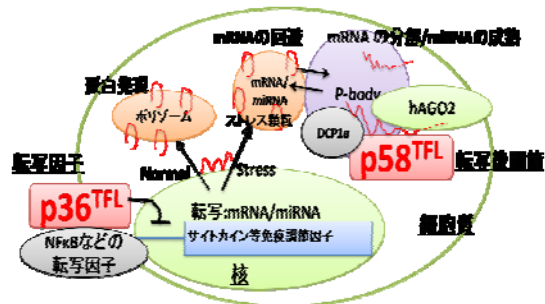 mRNAの回避
mRNA の分解/miRNAの成熟
蛋白発現
mRNA/
miRNA
ストレス顆粒
P-body
hAGO2
ポリゾーム
DCP1a
p58TFL
転写後調節
転写因子
Normal
Stress
p36TFL
転写:mRNA/miRNA
細胞質
NFκBなどの
転写因子
サイトカイン等免疫調節因子
核